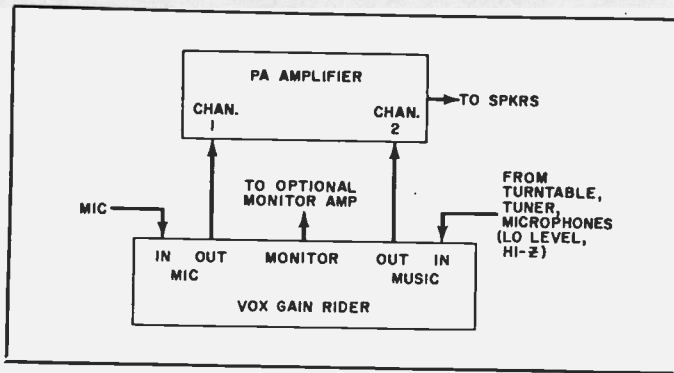 PA AMPLIFIER
CHAN.
1
CHAN.
2
TO SPKRS
MIC
TO OPTIONAL
MONITOR AMP
FROM
TURNTABLE,
TUNER,
MICROPHONES
(LO LEVEL,
HI-Z)
IN OUT MONITOR OUT IN
MIC MUSIC
VOX GAIN RIDER